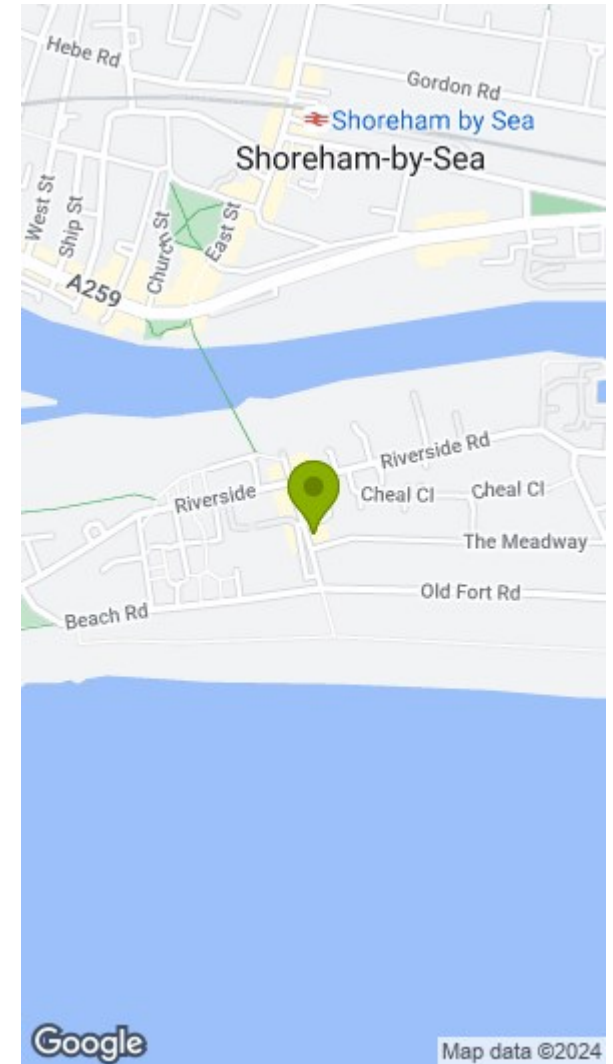 Hebe Rd
Gordon Rd
Shoreham by Sea
Shoreham-by-Sea
West St
Ship St
Church St
East St
A259
Riverside Rd
Riverside
Cheal Cl
Cheal Cl
The Meadway
Old Fort Rd
Beach Rd
Google
Map data ©2024